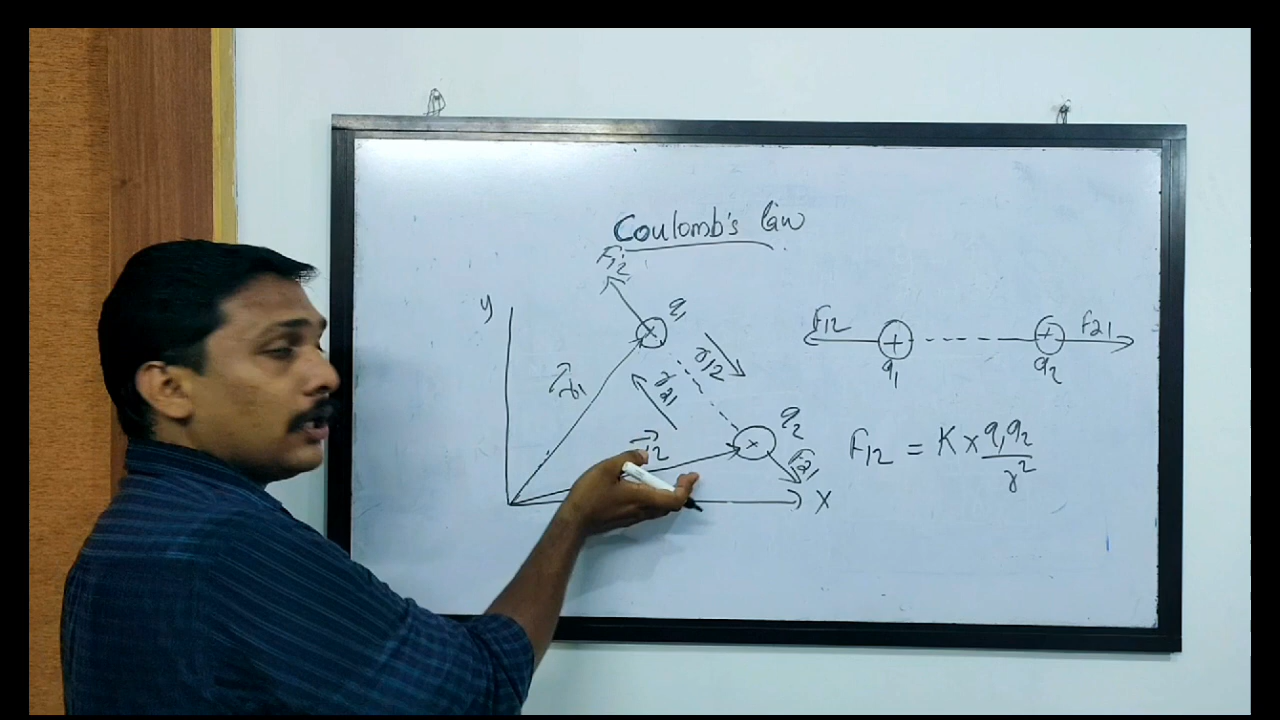 Coulomb's law
F12
y
q1
r12
r1
r21
q2
r2
F21
X
F12
F21
q1
q2
F12 = K × q1q2/r²